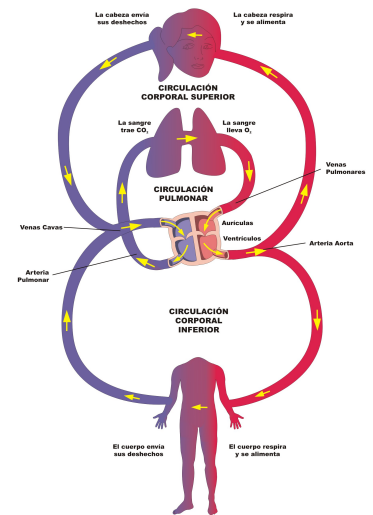 La cabeza envía
sus deshechos
La cabeza respira
y se alimenta
CIRCULACIÓN
CORPORAL SUPERIOR
La sangre
trae CO₂
La sangre
lleva O₂
Venas
Pulmonares
CIRCULACIÓN
PULMONAR
Aurículas
Venas Cavas
Ventrículos
Arteria Aorta
Arteria
Pulmonar
CIRCULACIÓN
CORPORAL
INFERIOR
El cuerpo envía
sus deshechos
El cuerpo respira
y se alimenta